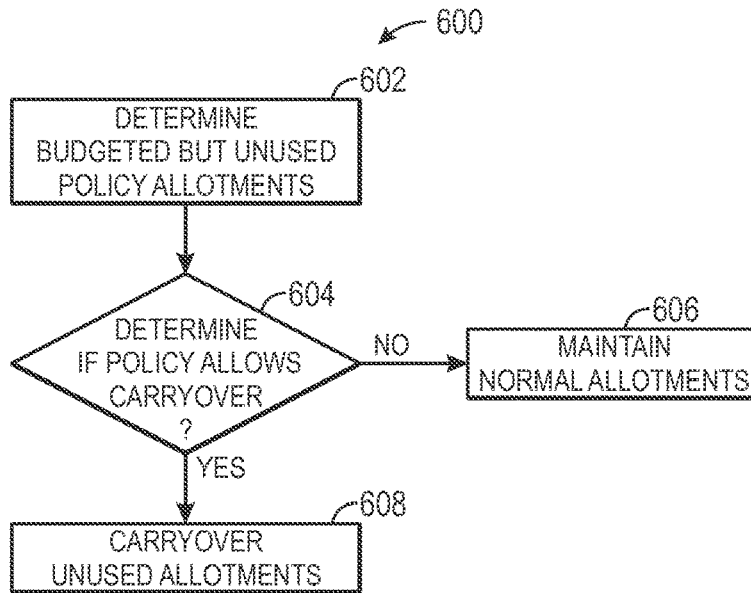 600
602
DETERMINE
BUDGETED BUT UNUSED
POLICY ALLOTMENTS
604
DETERMINE
IF POLICY ALLOWS
CARRYOVER
?
NO
606
MAINTAIN
NORMAL ALLOTMENTS
YES
608
CARRYOVER
UNUSED ALLOTMENTS